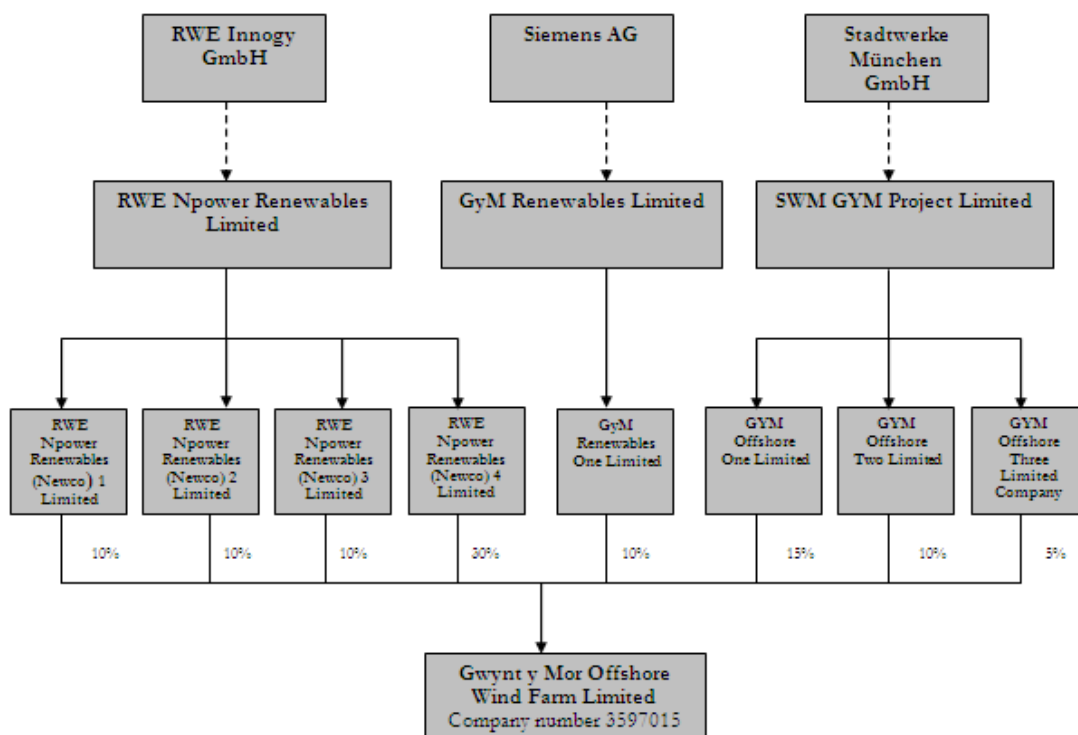 RWE Innogy
GmbH
Siemens AG
Stadtwerke
München
GmbH
RWE Npower Renewables
Limited
GyM Renewables Limited
SWM GYM Project Limited
RWE
Npower
Renewables
(Newco) 1
Limited
RWE
Npower
Renewables
(Newco) 2
Limited
RWE
Npower
Renewables
(Newco) 3
Limited
RWE
Npower
Renewables
(Newco) 4
Limited
GyM
Renewables
One Limited
GYM
Offshore
One Limited
GYM
Offshore
Two Limited
GYM
Offshore
Three
Limited
Company
10%
10%
10%
30%
10%
15%
10%
5%
Gwynt y Mor Offshore
Wind Farm Limited
Company number 3597015